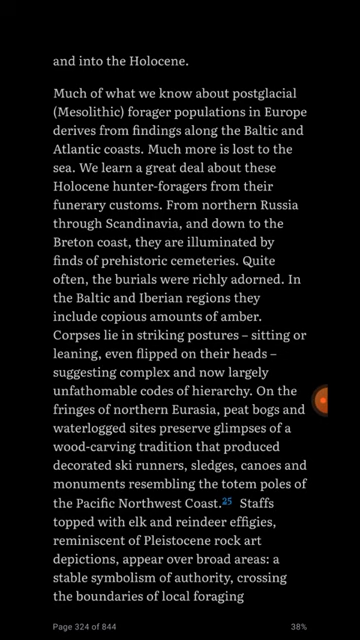 and into the Holocene.
Much of what we know about postglacial
(Mesolithic) forager populations in Europe
derives from findings along the Baltic and
Atlantic coasts. Much more is lost to the
sea. We learn a great deal about these
Holocene hunter-foragers from their
funerary customs. From northern Russia
through Scandinavia, and down to the
Breton coast, they are illuminated by
finds of prehistoric cemeteries. Quite
often, the burials were richly adorned. In
the Baltic and Iberian regions they
include copious amounts of amber.
Corpses lie in striking postures – sitting or
leaning, even flipped on their heads –
suggesting complex and now largely
unfathomable codes of hierarchy. On the
fringes of northern Eurasia, peat bogs and
waterlogged sites preserve glimpses of a
wood-carving tradition that produced
decorated ski runners, sledges, canoes and
monuments resembling the totem poles of
the Pacific Northwest Coast.25 Staffs
topped with elk and reindeer effigies,
reminiscent of Pleistocene rock art
depictions, appear over broad areas: a
stable symbolism of authority, crossing
the boundaries of local foraging
Page 324 of 844 38%